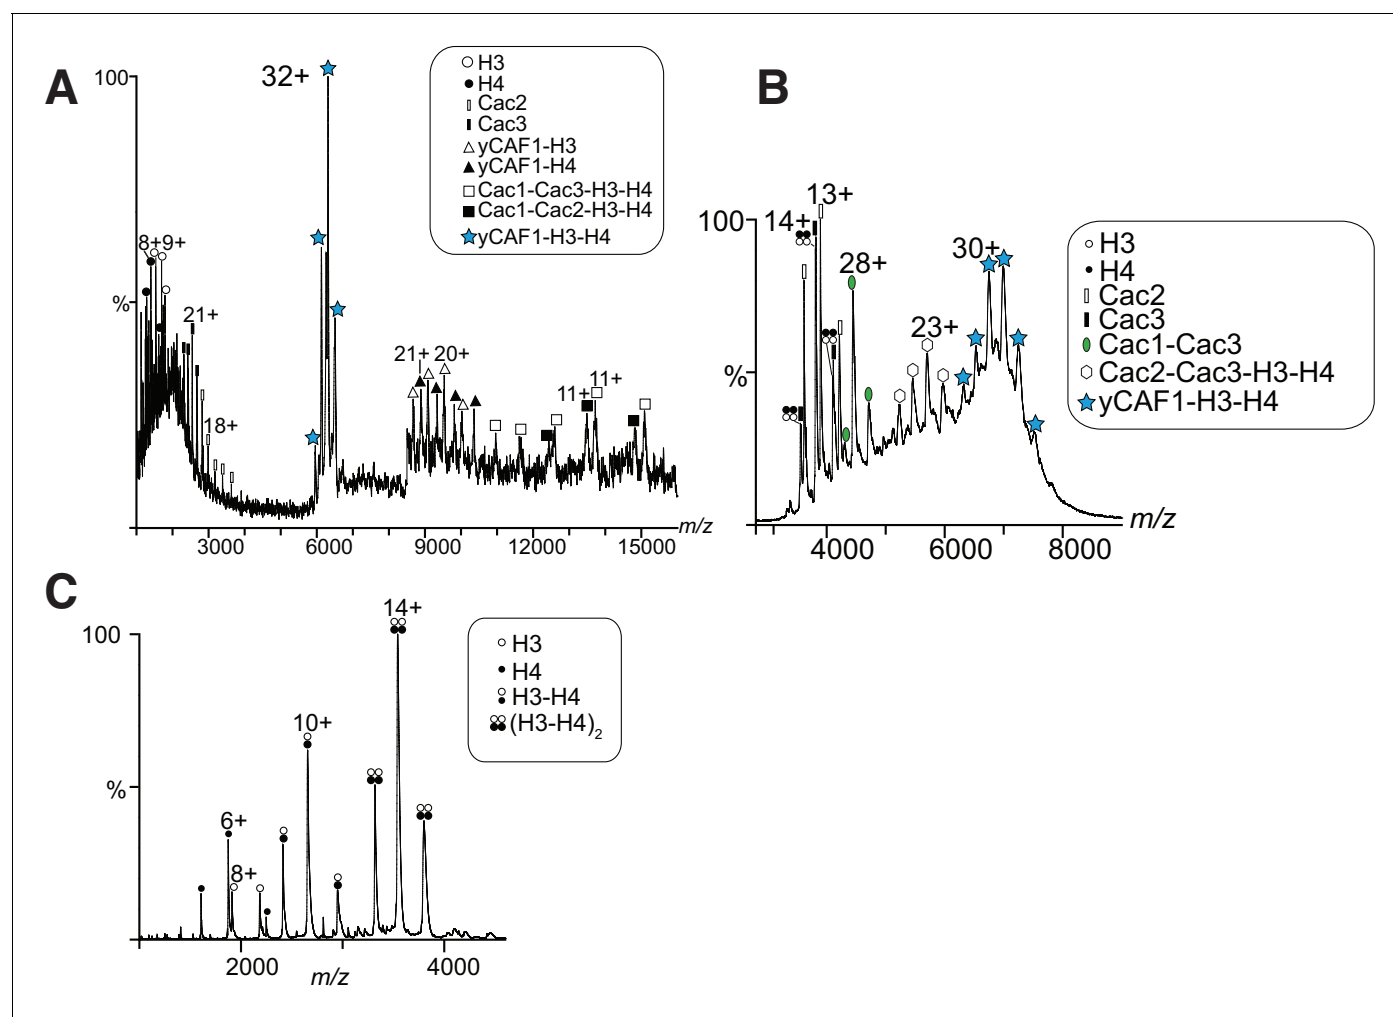 A
100
%
32+
8+9+
21+
18+
21+ 20+
11+ 11+
3000 6000 9000 12000 15000
m/z
H3
H4
Cac2
Cac3
yCAF1-H3
yCAF1-H4
Cac1-Cac3-H3-H4
Cac1-Cac2-H3-H4
yCAF1-H3-H4
B
100
%
14+
13+
28+
23+
30+
4000 6000 8000
m/z
H3
H4
Cac2
Cac3
Cac1-Cac3
Cac2-Cac3-H3-H4
yCAF1-H3-H4
C
100
%
6+
8+
10+
14+
2000 4000
m/z
H3
H4
H3-H4
(H3-H4)2